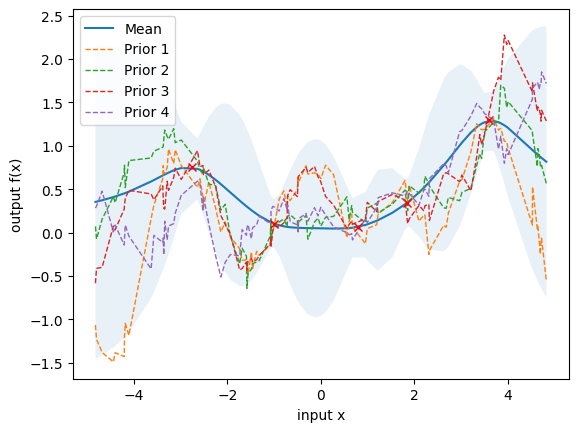 2.5
2.0
1.5
1.0
0.5
0.0
−0.5
−1.0
−1.5
output f(x)
Mean
Prior 1
Prior 2
Prior 3
Prior 4
−4 −2 0 2 4
input x